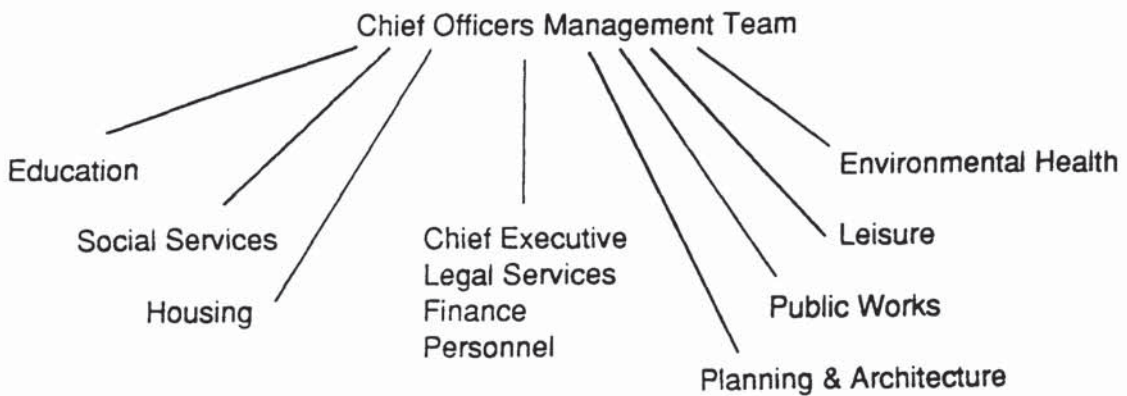 Chief Officers Management Team
Education
Social Services
Housing
Chief Executive
Legal Services
Finance
Personnel
Planning & Architecture
Public Works
Leisure
Environmental Health